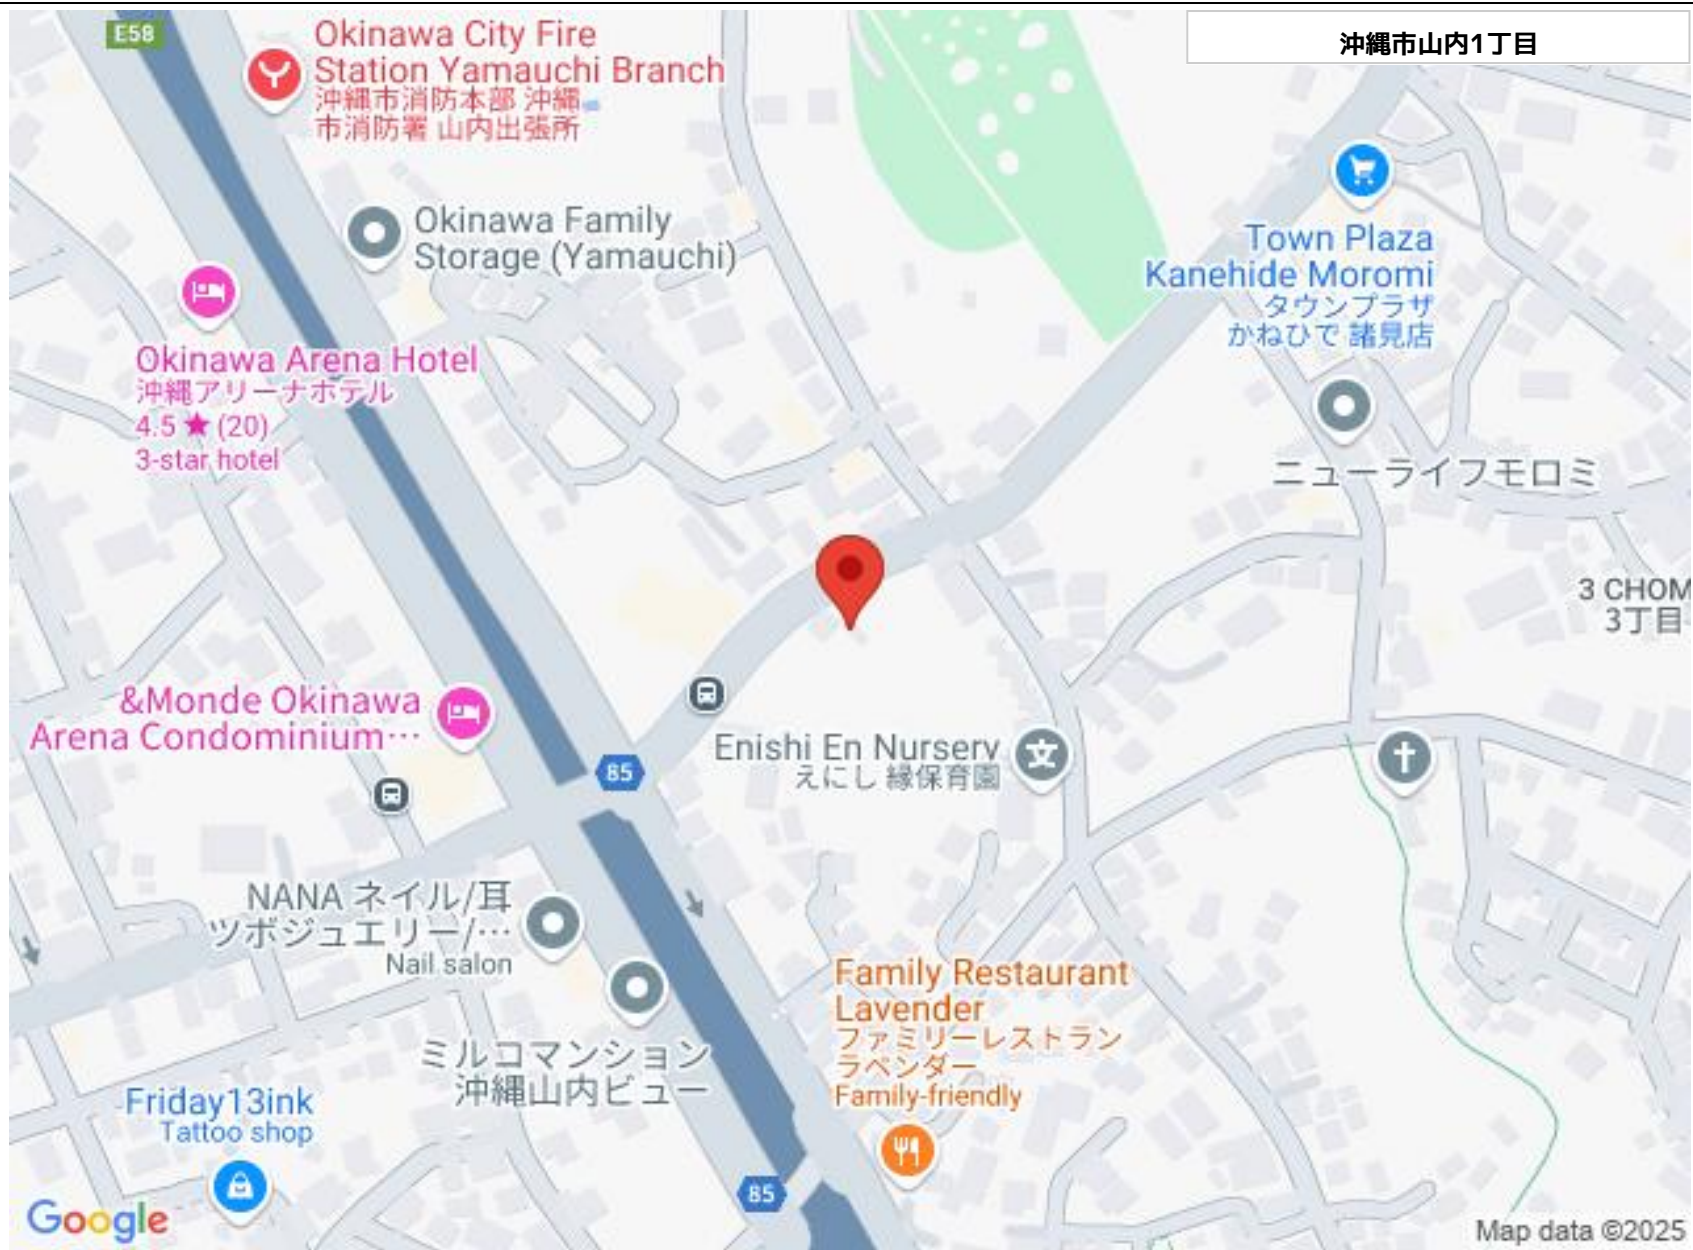 E58
Okinawa City Fire
Station Yamauchi Branch
沖縄市消防本部 沖縄
市消防署 山内出張所
沖縄市山内1丁目
Okinawa Family
Storage (Yamauchi)
Town Plaza
Kanehide Moromi
タウンプラザ
かねひで 諸見店
Okinawa Arena Hotel
沖縄アリーナホテル
4.5 ★ (20)
3-star hotel
ニューライフモロミ
3 CHOM
3丁目
&Monde Okinawa
Arena Condominium…
85
Enishi En Nursery
えにし 縁保育園
NANA ネイル/耳
ツボジュエリー/…
Nail salon
Family Restaurant
Lavender
ファミリーレストラン
ラベンダー
Family-friendly
ミルコマンション
沖縄山内ビュー
Friday13ink
Tattoo shop
85
Google
Map data ©2025